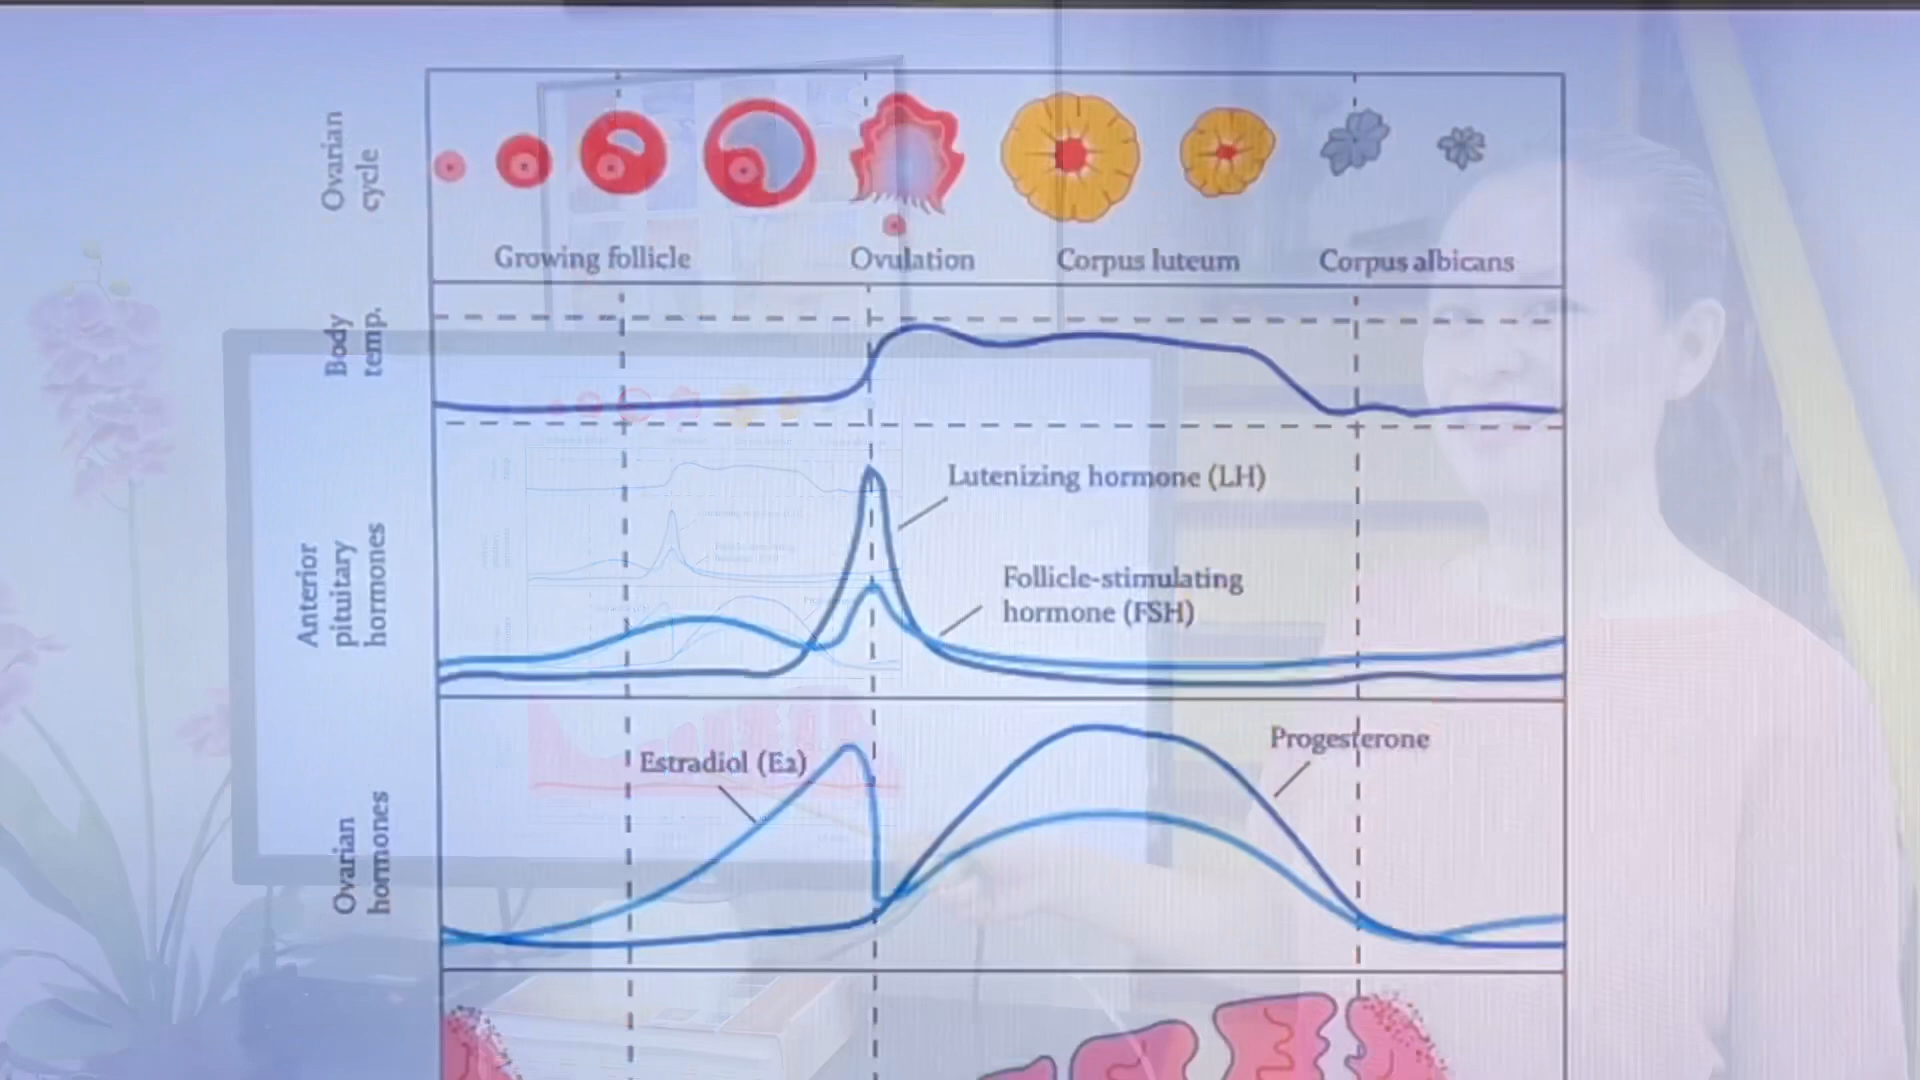 Ovarian
cycle
Growing follicle
Ovulation
Corpus luteum
Corpus albicans
Body
temp.
Anterior
pituitary
hormones
Lutenizing hormone (LH)
Follicle-stimulating
hormone (FSH)
Ovarian
hormones
Estradiol (E2)
Progesterone